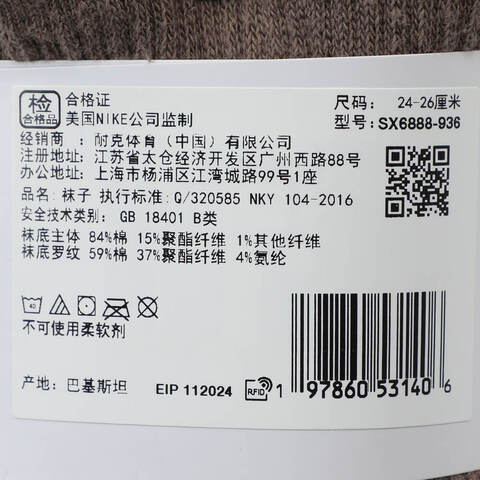 检
合格品
合格证
美国NIKE公司监制
尺码: 24-26厘米
型号: SX6888-936
经销商 : 耐克体育（中国）有限公司
注册地址: 江苏省太仓经济开发区广州西路88号
办公地址: 上海市杨浦区江湾城路99号1座
品名: 袜子 执行标准: Q/320585 NKY 104-2016
安全技术类别: GB 18401 B类
袜底主体 84%棉 15%聚酯纤维 1%其他纤维
袜底罗纹 59%棉 37%聚酯纤维 4%氨纶
40
不可使用柔软剂
产地: 巴基斯坦
EIP 112024
RFID
1 97860 53140 6